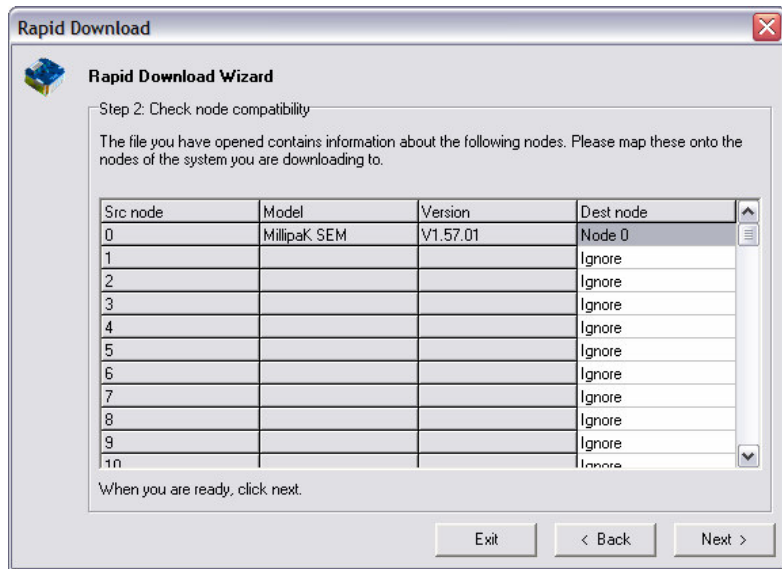 Rapid Download
Rapid Download Wizard
Step 2: Check node compatibility
The file you have opened contains information about the following nodes. Please map these onto the
nodes of the system you are downloading to.
Src node Model Version Dest node
0 MillipaK SEM V1.57.01 Node 0
1 Ignore
2 Ignore
3 Ignore
4 Ignore
5 Ignore
6 Ignore
7 Ignore
8 Ignore
9 Ignore
10 Ignore
When you are ready, click next.
Exit < Back Next >